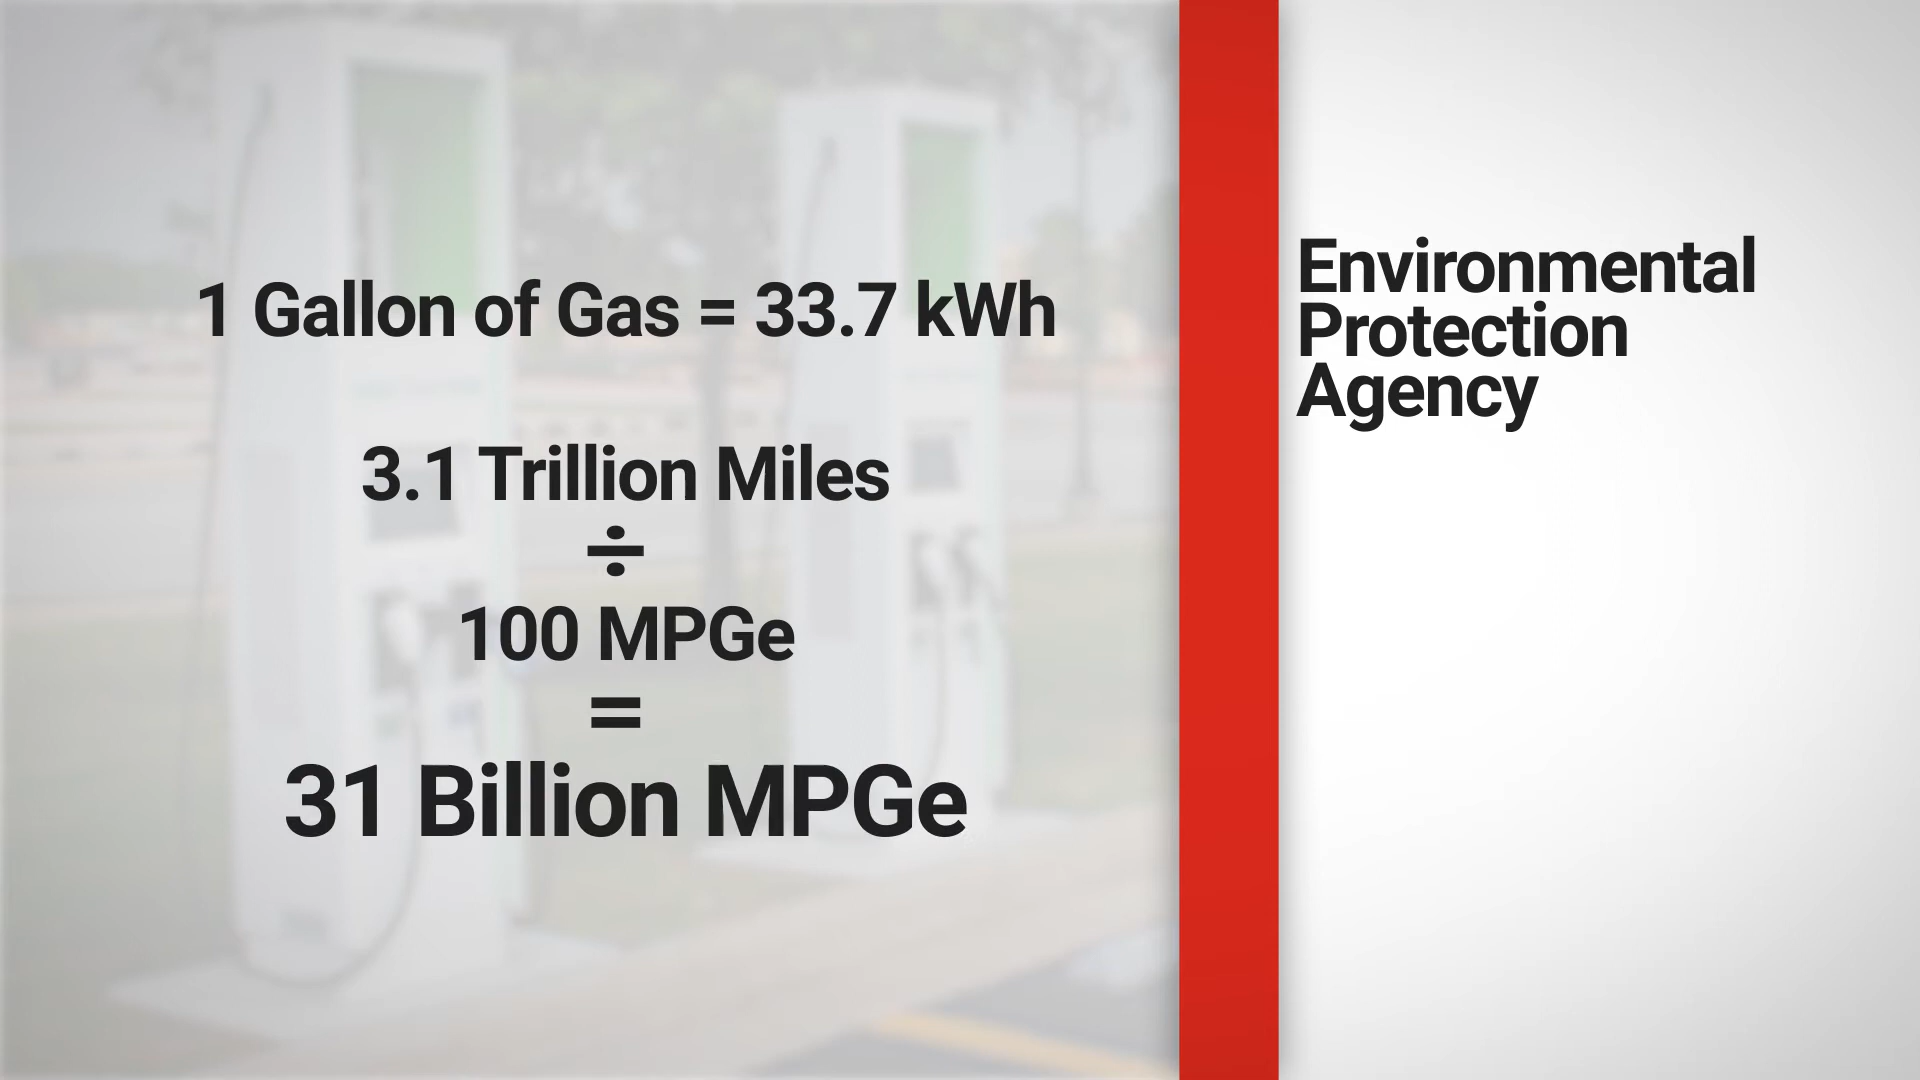 1 Gallon of Gas = 33.7 kWh
3.1 Trillion Miles
÷
100 MPGe
=
31 Billion MPGe
Environmental
Protection
Agency